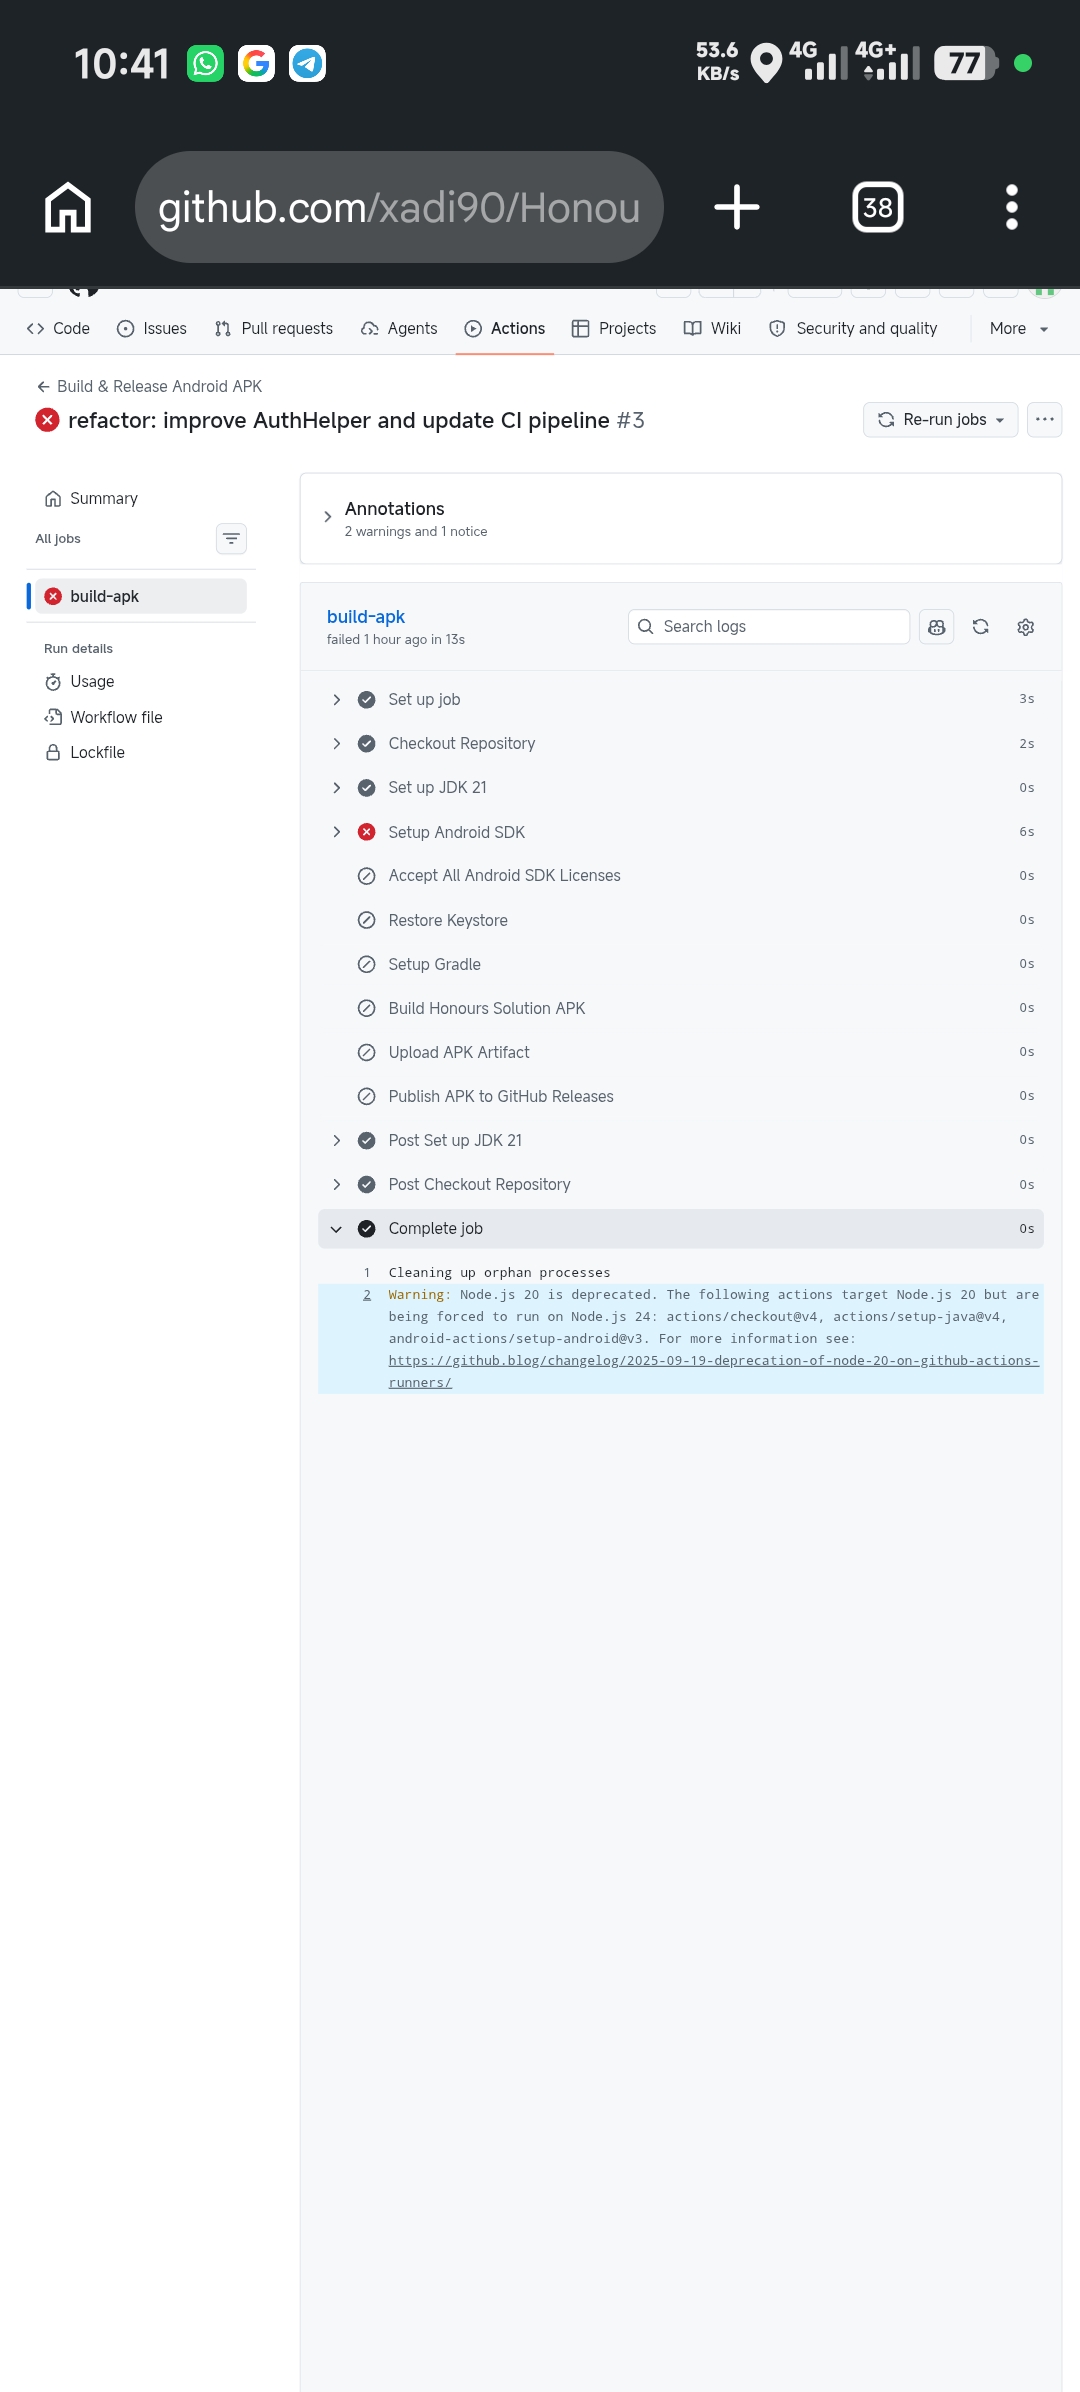 10:41
53.6 KB/s
4G
4G+
77
github.com/xadi90/Honou
38
Code
Issues
Pull requests
Agents
Actions
Projects
Wiki
Security and quality
More
Build & Release Android APK
refactor: improve AuthHelper and update CI pipeline #3
Re-run jobs
Summary
All jobs
build-apk
Run details
Usage
Workflow file
Lockfile
Annotations
2 warnings and 1 notice
build-apk
failed 1 hour ago in 13s
Search logs
Set up job 3s
Checkout Repository 2s
Set up JDK 21 0s
Setup Android SDK 6s
Accept All Android SDK Licenses 0s
Restore Keystore 0s
Setup Gradle 0s
Build Honours Solution APK 0s
Upload APK Artifact 0s
Publish APK to GitHub Releases 0s
Post Set up JDK 21 0s
Post Checkout Repository 0s
Complete job 0s
1 Cleaning up orphan processes
2 Warning: Node.js 20 is deprecated. The following actions target Node.js 20 but are
being forced to run on Node.js 24: actions/checkout@v4, actions/setup-java@v4,
android-actions/setup-android@v3. For more information see:
https://github.blog/changelog/2025-09-19-deprecation-of-node-20-on-github-actions-
runners/